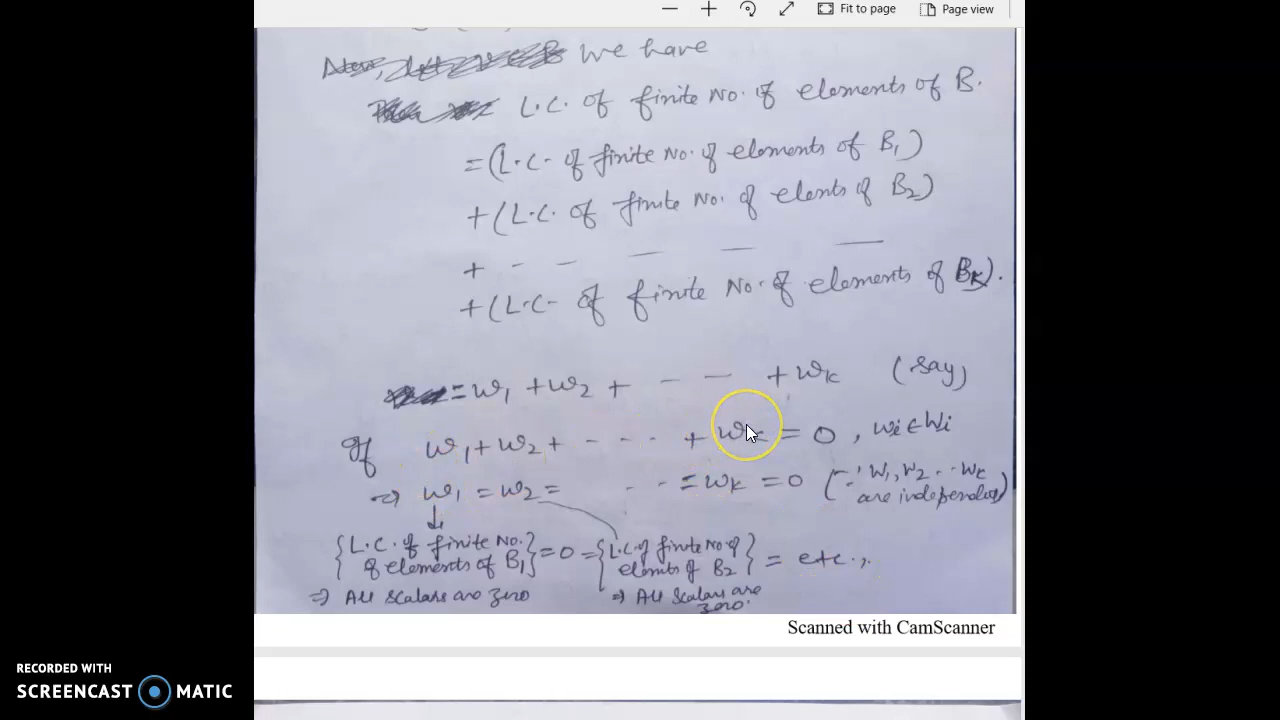 Fit to page
Page view
we have
L.C. of finite No. of elements of B.
=(L.C. of finite No. of elements of B1)
+(L.C. of finite No. of elents of B2)
+ - - — — —
+(L.C. of finite No. of elements of BK).
= w1 + w2 + - - + wk (say)
If w1 + w2 + - - - + wk = 0, wi ∈ Wi
=> w1 = w2 = - - = wk = 0 (∵ W1, W2 .. Wk
are independent)
{L.C. of finite No. of elements of B1} = 0 = {L.C. of finite No. of elemts of B2} = etc.,
=> All scalars are zero => All scalars are zero.
Scanned with CamScanner
RECORDED WITH
SCREENCAST MATIC